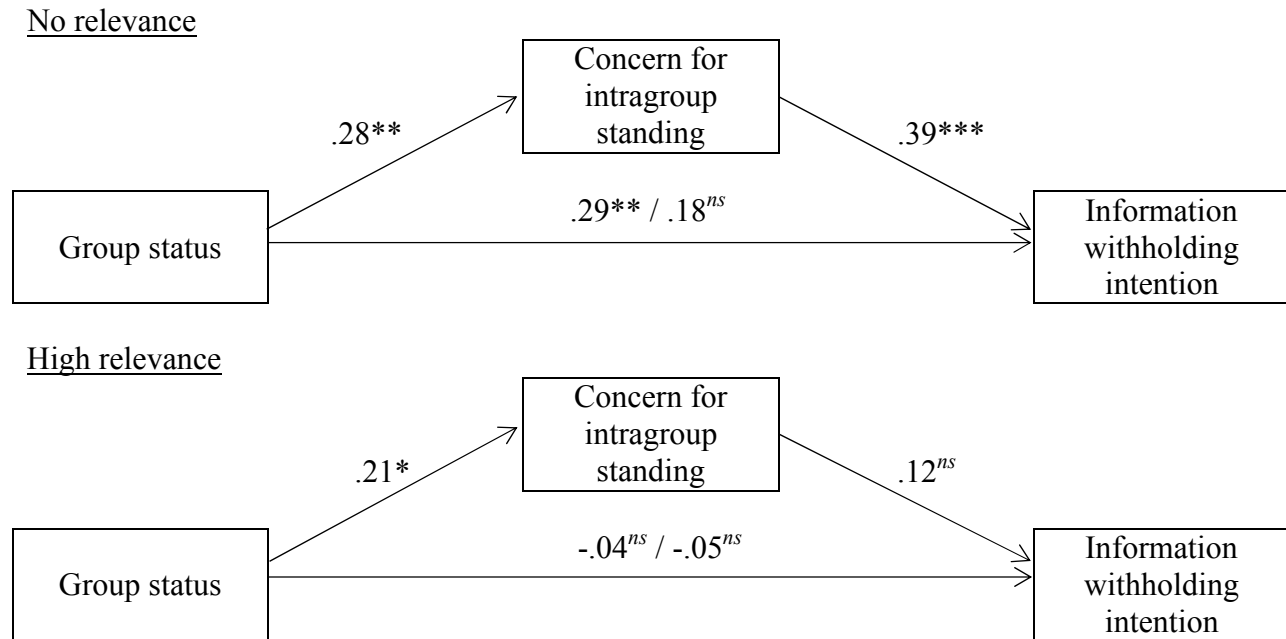 No relevance
Concern for
intragroup
standing
.28**
.39***
.29** / .18ns
Group status
Information
withholding
intention
High relevance
Concern for
intragroup
standing
.21*
.12ns
-.04ns / -.05ns
Group status
Information
withholding
intention